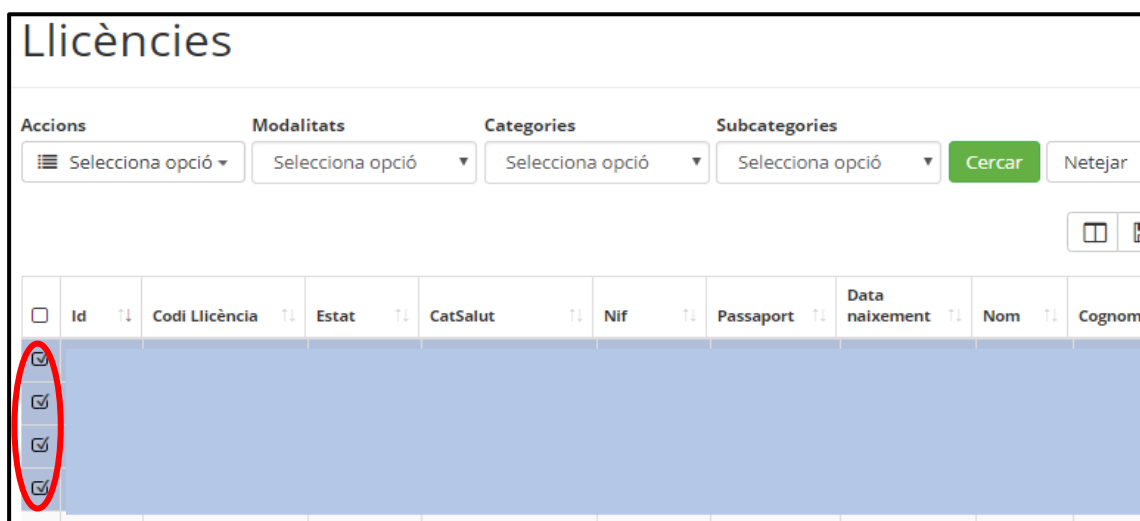 Llicències
Accions Modalitats Categories Subcategories
Selecciona opció Selecciona opció Selecciona opció Selecciona opció Cercar Netejar
Id Codi Llicència Estat CatSalut Nif Passaport Data naixement Nom Cognom